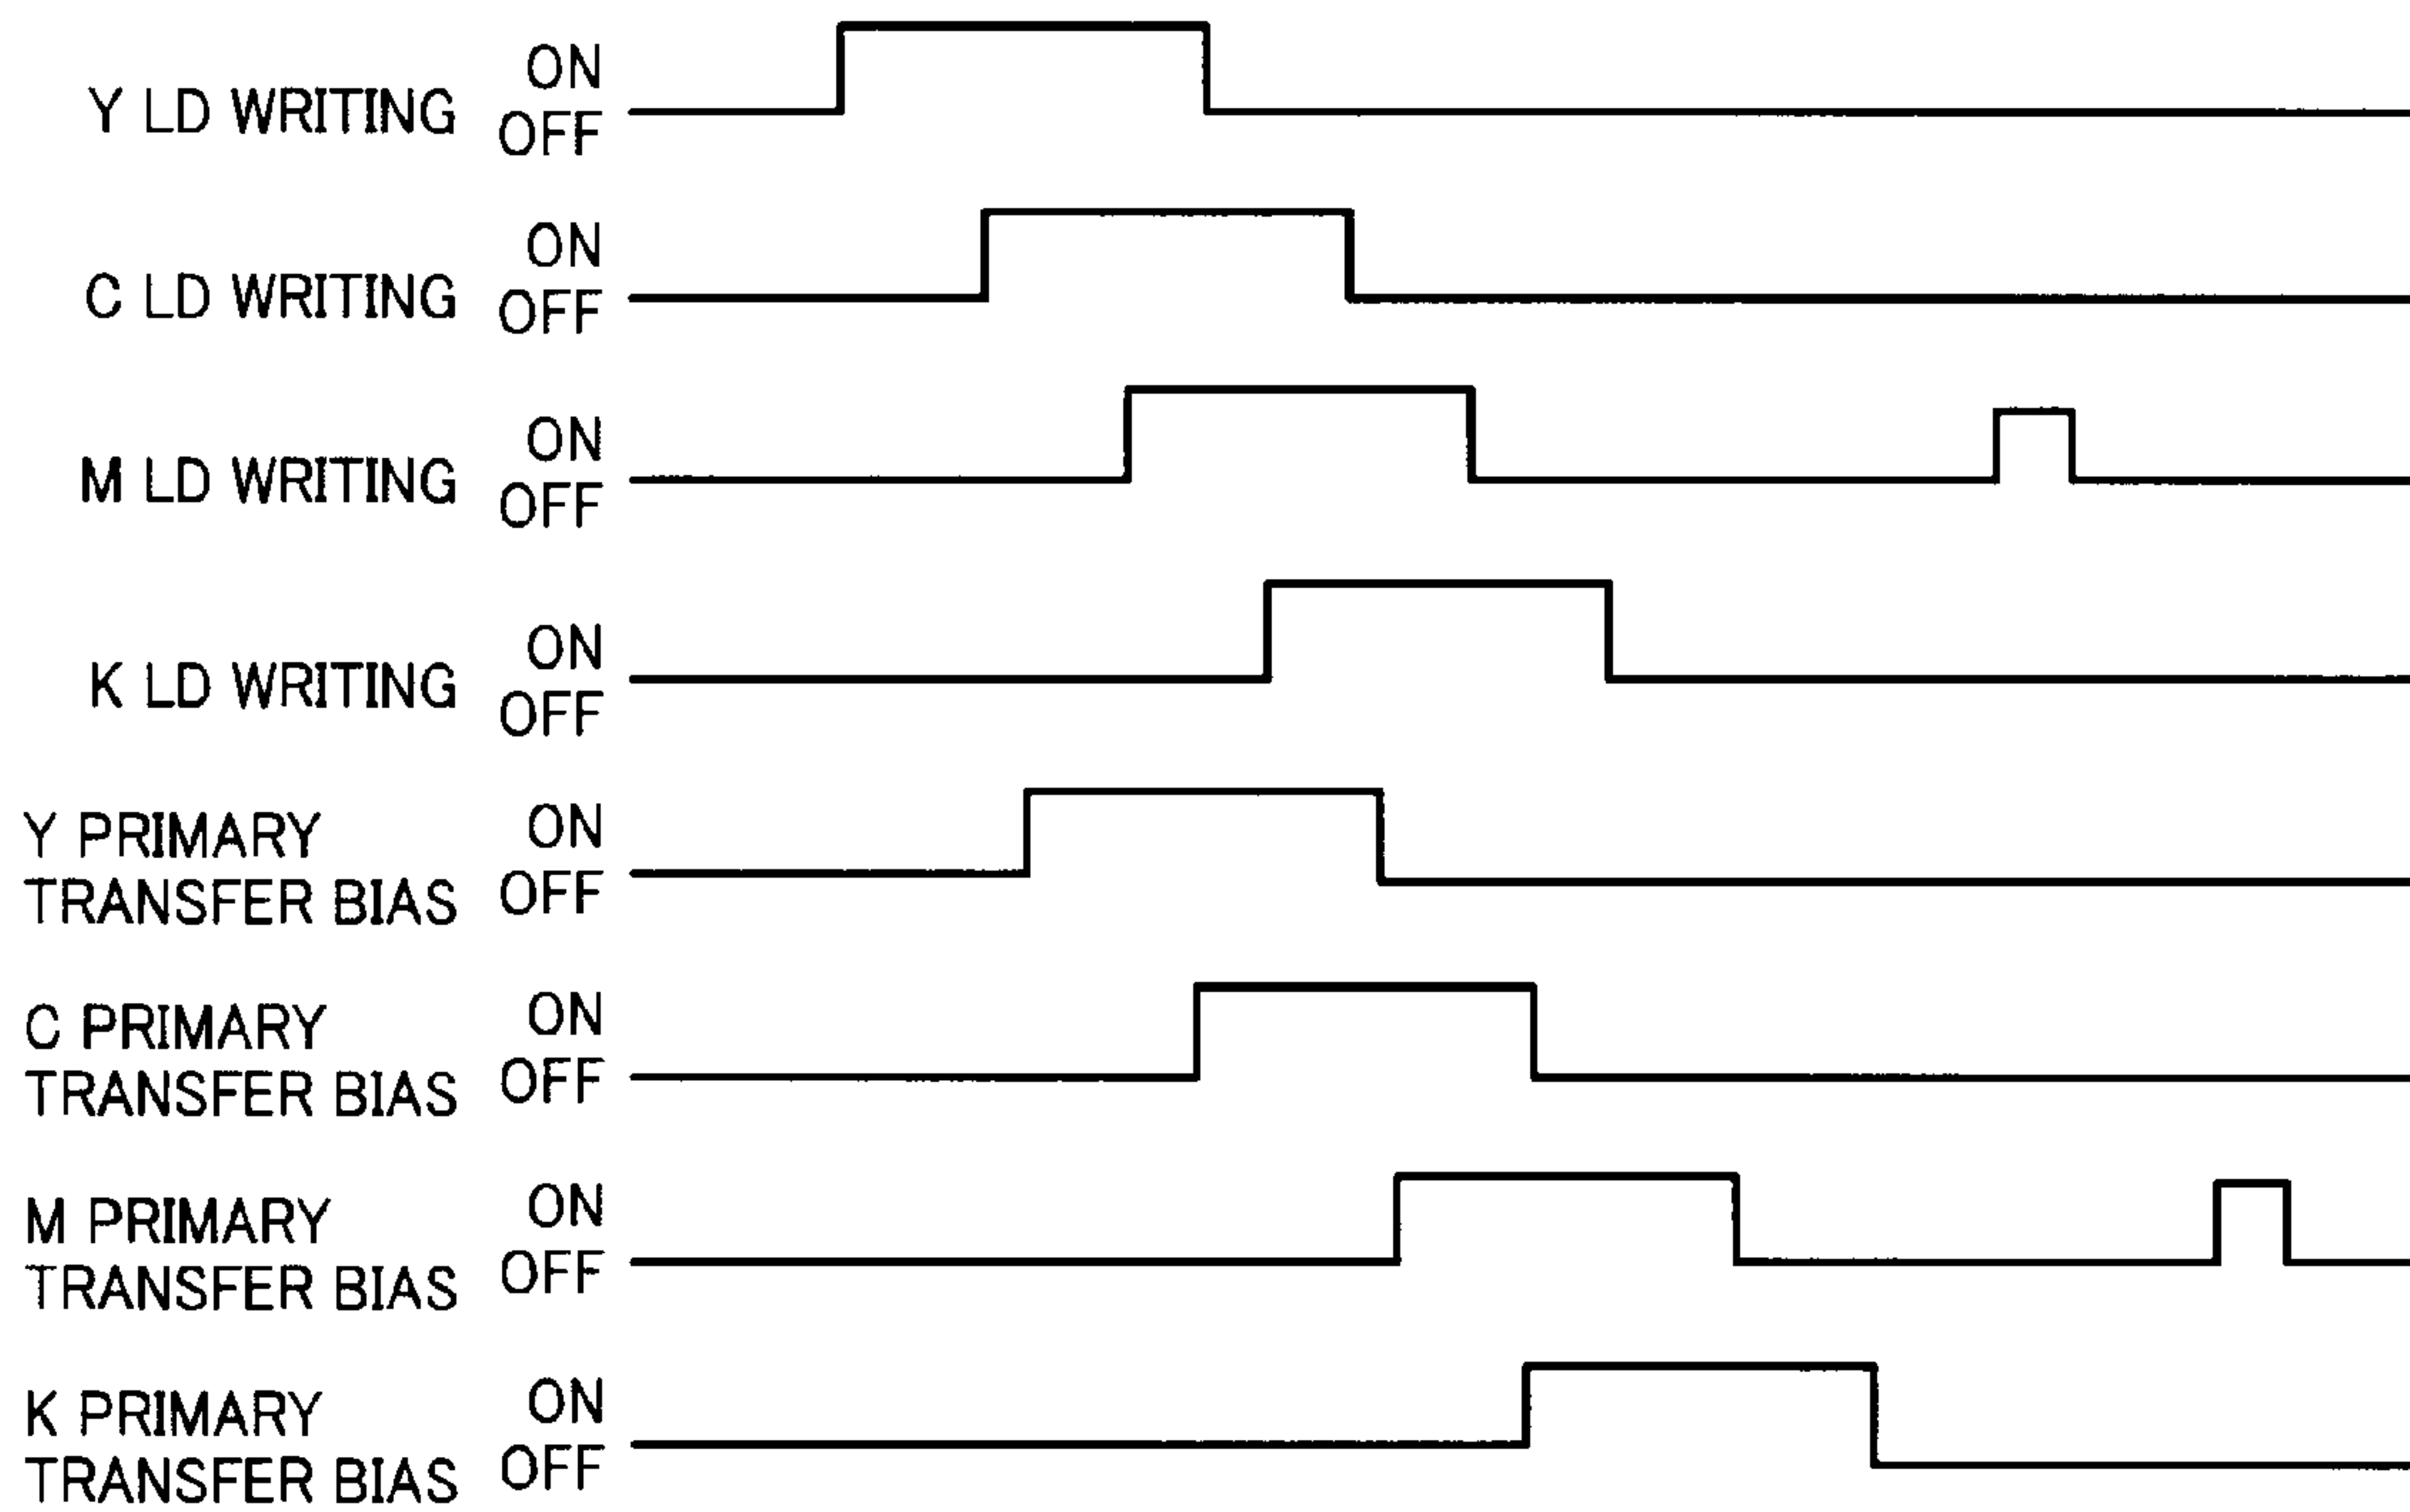 Y LD WRITING ON
OFF
C LD WRITING ON
OFF
M LD WRITING ON
OFF
K LD WRITING ON
OFF
Y PRIMARY ON
TRANSFER BIAS OFF
C PRIMARY ON
TRANSFER BIAS OFF
M PRIMARY ON
TRANSFER BIAS OFF
K PRIMARY ON
TRANSFER BIAS OFF